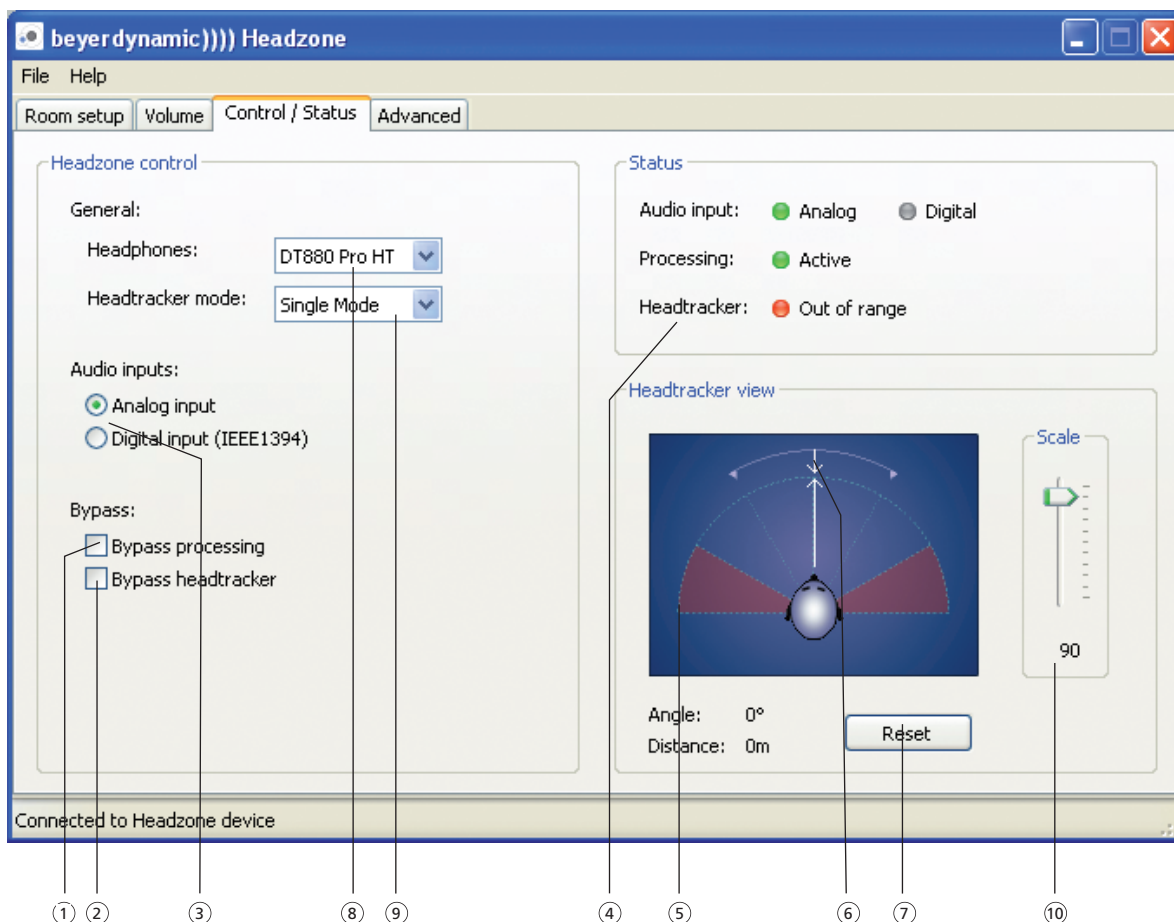 beyerdynamic)))) Headzone
File Help
Room setup Volume Control / Status Advanced
Headzone control
General:
Headphones: DT880 Pro HT
Headtracker mode: Single Mode
Audio inputs:
Analog input
Digital input (IEEE1394)
Bypass:
Bypass processing
Bypass headtracker
Status
Audio input: Analog Digital
Processing: Active
Headtracker: Out of range
Headtracker view
Scale
90
Angle: 0°
Distance: 0m
Reset
Connected to Headzone device
1 2 3 8 9 4 5 6 7 10